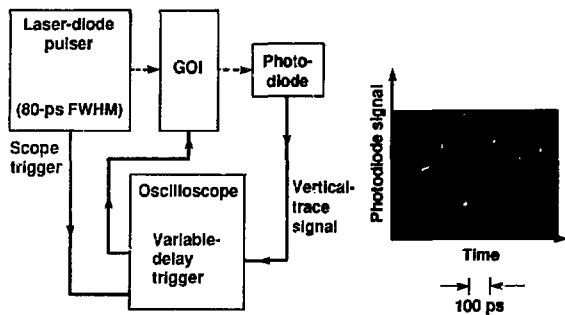 Laser-diode
pulser
(80-ps FWHM)
GOI
Photo-
diode
Scope
trigger
Oscilloscope
Variable-
delay
trigger
Vertical-
trace
signal
Photodiode signal
Time
100 ps